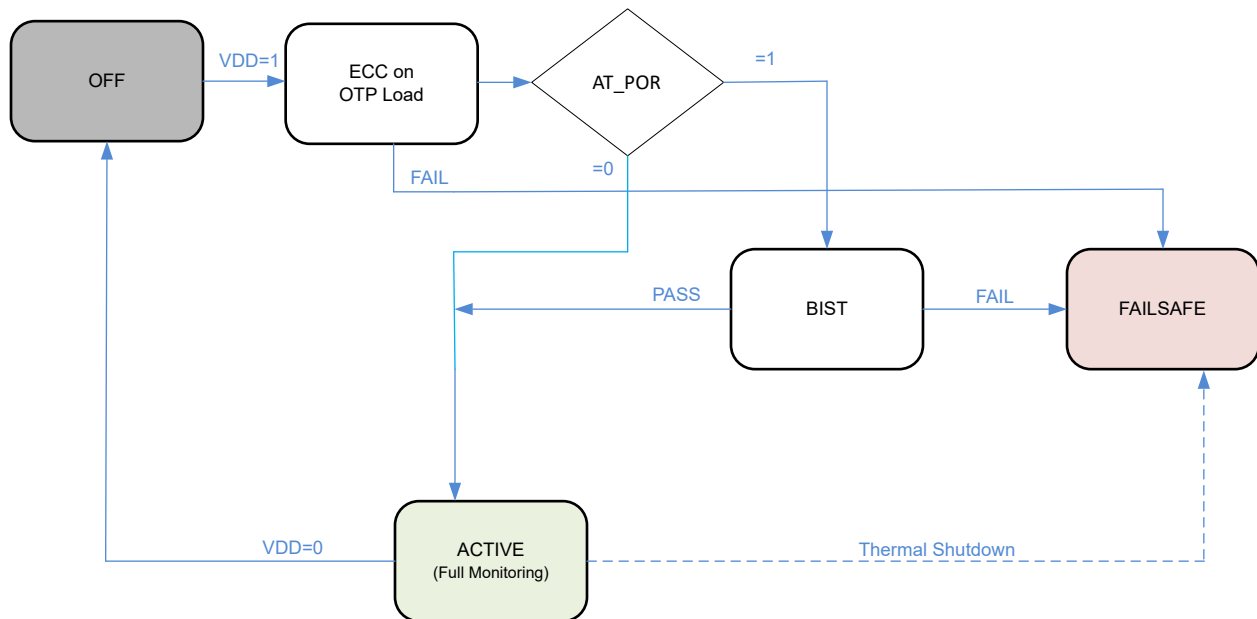 OFF
VDD=1
ECC on
OTP Load
AT_POR
=1
=0
FAIL
PASS
BIST
FAIL
FAILSAFE
VDD=0
ACTIVE
(Full Monitoring)
Thermal Shutdown